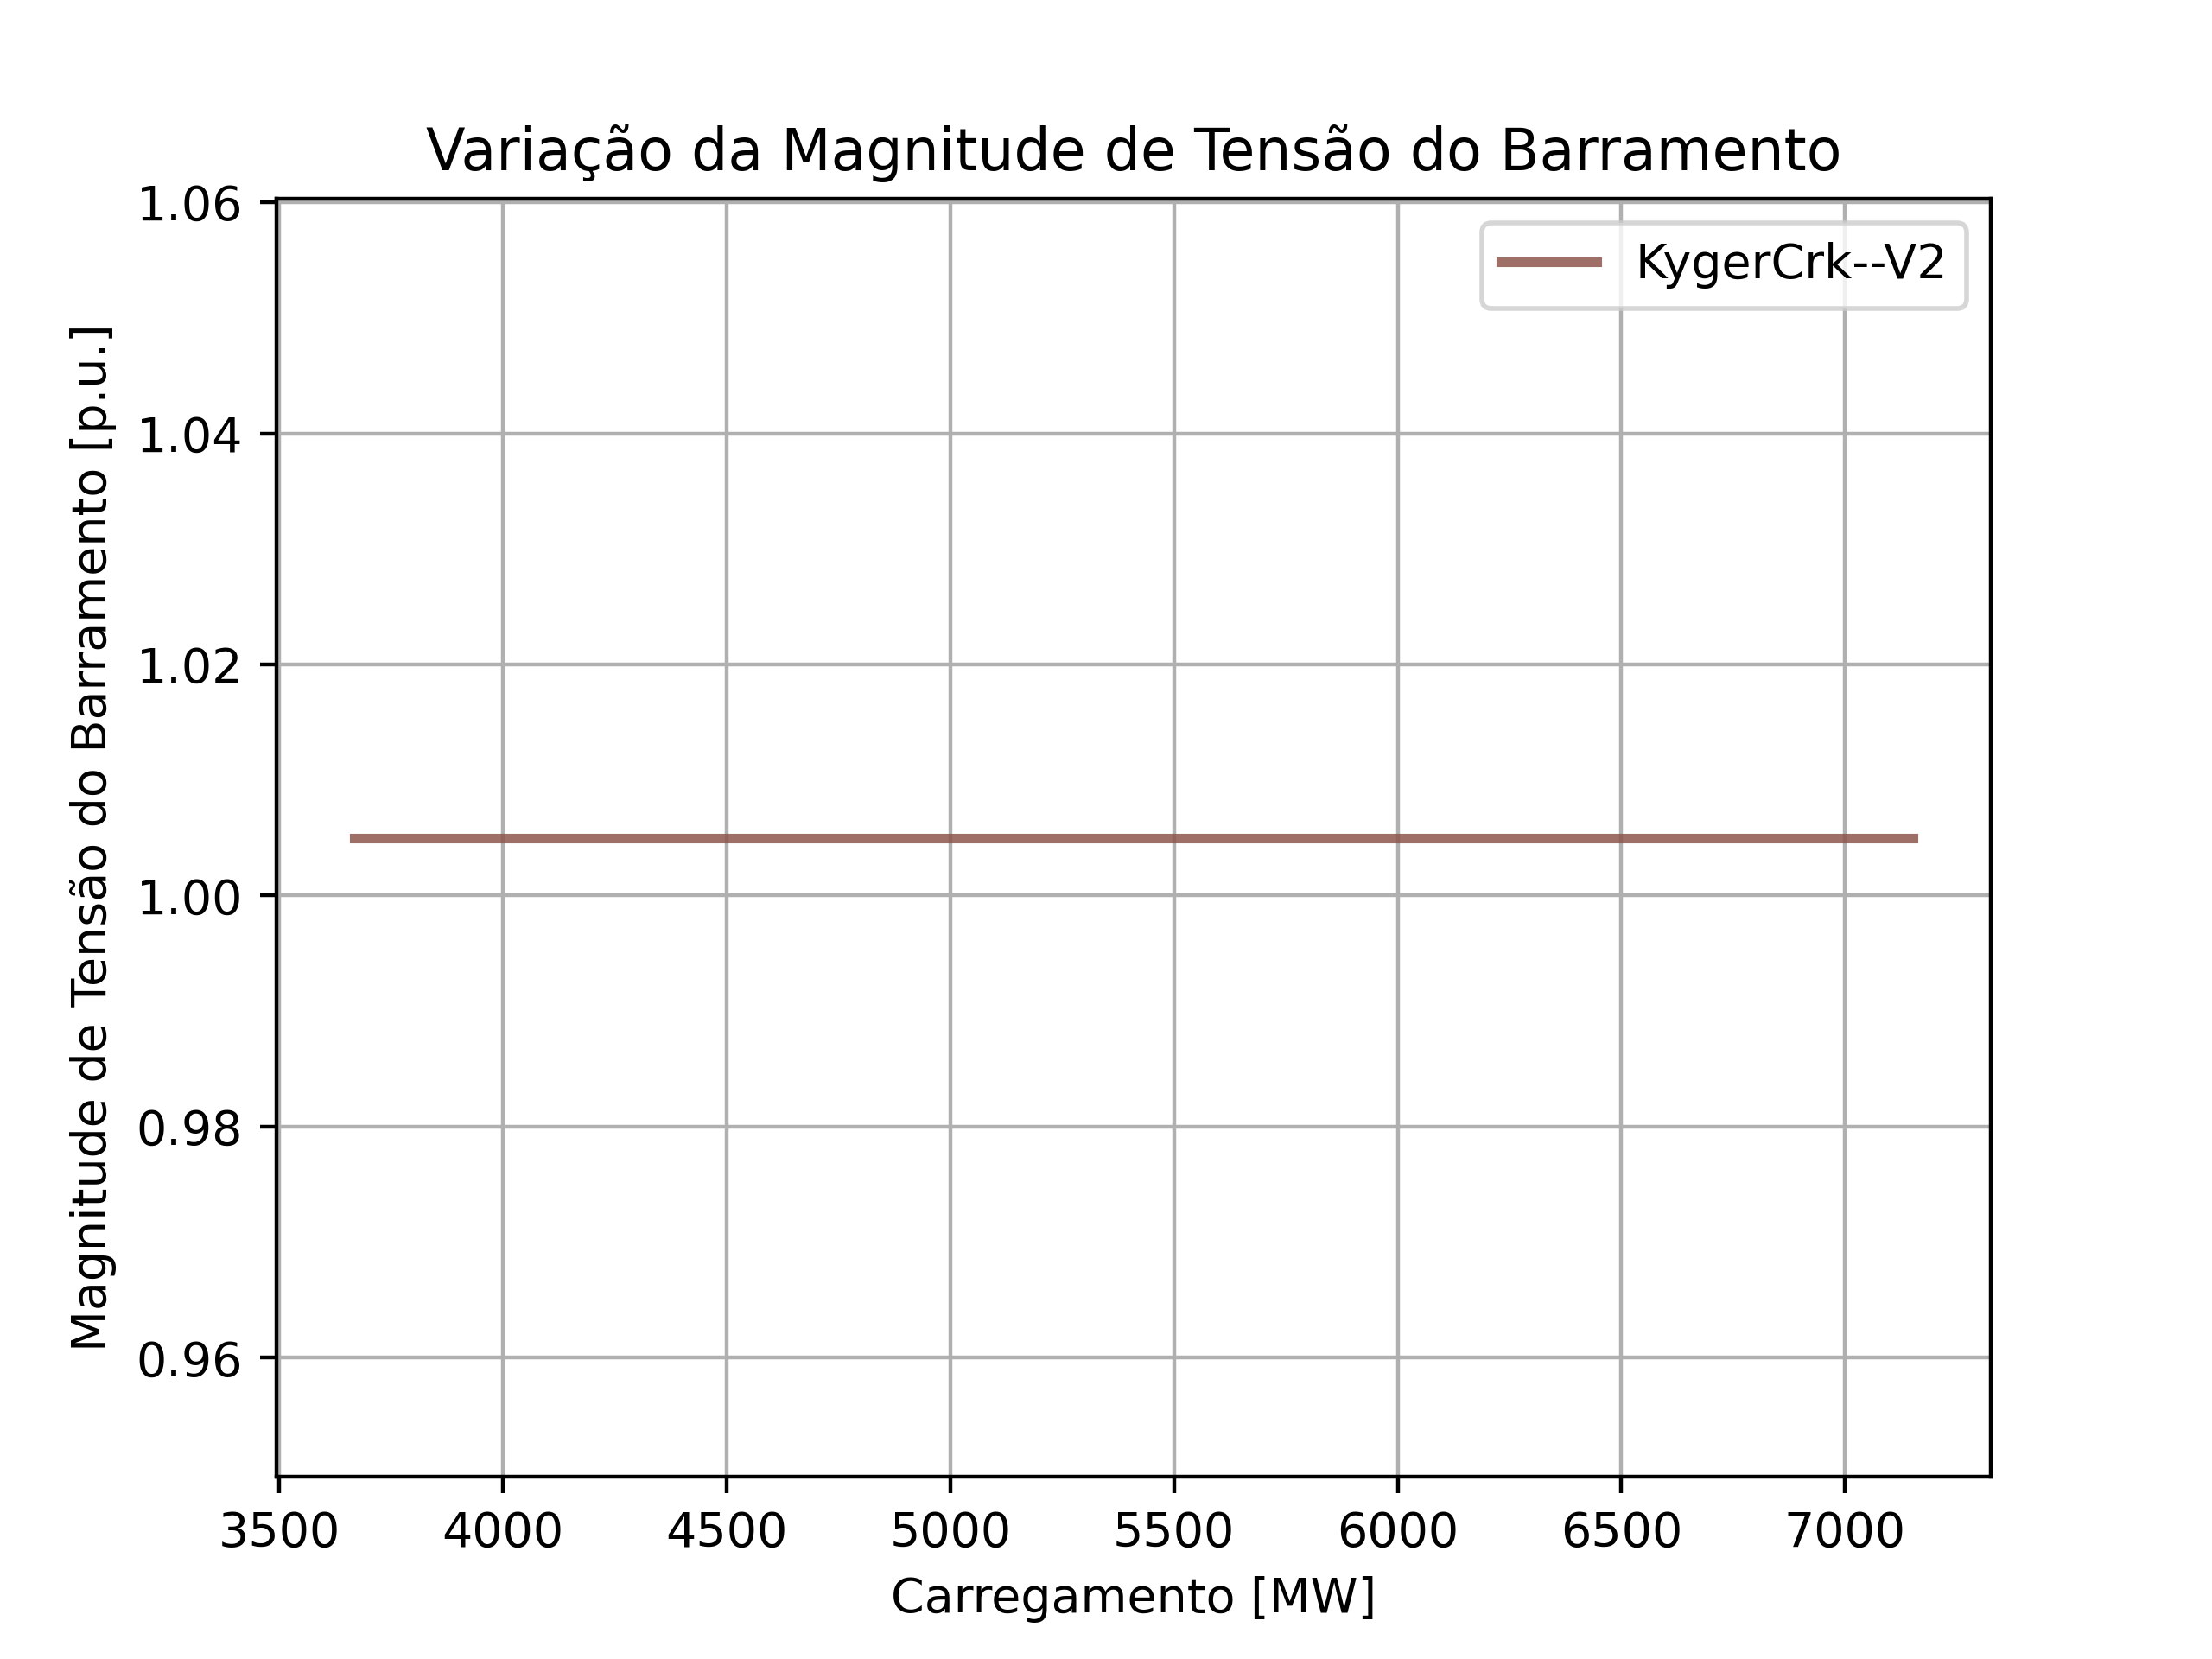 Variação da Magnitude de Tensão do Barramento
KygerCrk--V2
Magnitude de Tensão do Barramento [p.u.]
1.06
1.04
1.02
1.00
0.98
0.96
3500 4000 4500 5000 5500 6000 6500 7000
Carregamento [MW]